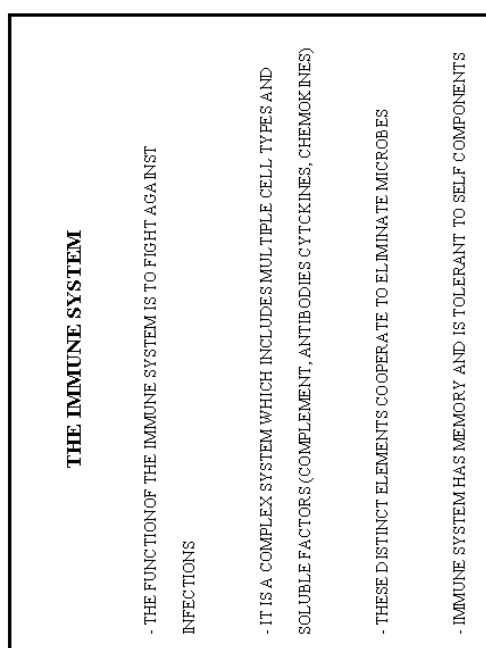 THE IMMUNE SYSTEM
- THE FUNCTION OF THE IMMUNE SYSTEM IS TO FIGHT AGAINST
INFECTIONS
- IT IS A COMPLEX SYSTEM WHICH INCLUDES MULTIPLE CELL TYPES AND
SOLUBLE FACTORS (COMPLEMENT, ANTIBODIES CYTCKINES, CHEMOKINES)
- THESE DISTINCT ELEMENTS COOPERATE TO ELIMINATE MICROBES
- IMMUNE SYSTEM HAS MEMORY AND IS TOLERANT TO SELF COMPONENTS